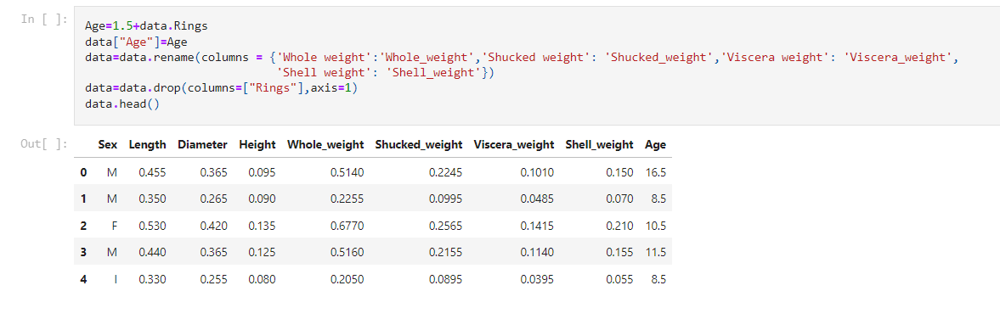 In [ ]:
Age=1.5+data.Rings
data["Age"]=Age
data=data.rename(columns = {'Whole weight':'Whole_weight','Shucked weight': 'Shucked_weight','Viscera weight': 'Viscera_weight',
'Shell weight': 'Shell_weight'})
data=data.drop(columns=["Rings"],axis=1)
data.head()
Out[ ]:
Sex Length Diameter Height Whole_weight Shucked_weight Viscera_weight Shell_weight Age
0 M 0.455 0.365 0.095 0.5140 0.2245 0.1010 0.150 16.5
1 M 0.350 0.265 0.090 0.2255 0.0995 0.0485 0.070 8.5
2 F 0.530 0.420 0.135 0.6770 0.2565 0.1415 0.210 10.5
3 M 0.440 0.365 0.125 0.5160 0.2155 0.1140 0.155 11.5
4 I 0.330 0.255 0.080 0.2050 0.0895 0.0395 0.055 8.5